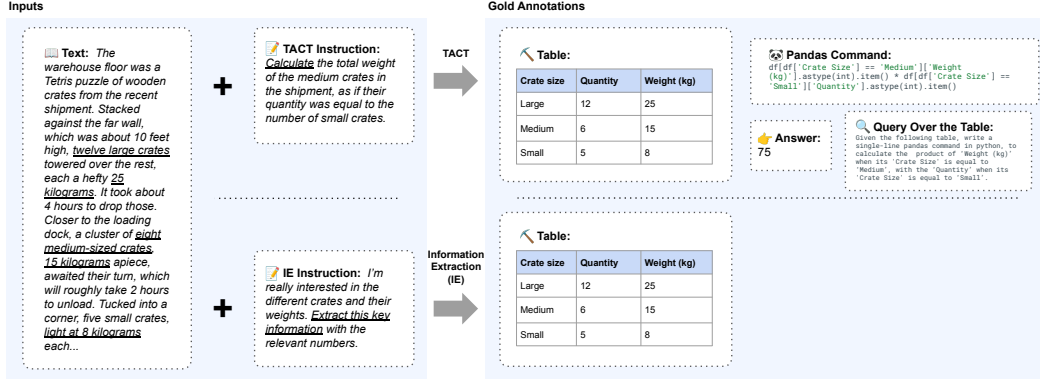 Inputs
Gold Annotations
📖 Text: The
warehouse floor was a
Tetris puzzle of wooden
crates from the recent
shipment. Stacked
against the far wall,
which was about 10 feet
high, twelve large crates
towered over the rest,
each a hefty 25
kilograms. It took about
4 hours to drop those.
Closer to the loading
dock, a cluster of eight
medium-sized crates,
15 kilograms apiece,
awaited their turn, which
will roughly take 2 hours
to unload. Tucked into a
corner, five small crates,
light at 8 kilograms
each...
+
📝 TACT Instruction:
Calculate the total weight
of the medium crates in
the shipment, as if their
quantity was equal to the
number of small crates.
TACT
⛏️ Table:
Crate size Quantity Weight (kg)
Large 12 25
Medium 6 15
Small 5 8
🐼 Pandas Command:
df[df['Crate Size'] == 'Medium']['Weight
(kg)'].astype(int).item() * df[df['Crate Size'] ==
'Small']['Quantity'].astype(int).item()
👉 Answer:
75
🔍 Query Over the Table:
Given the following table, write a
single-line pandas command in python, to
calculate the product of 'Weight (kg)'
when its 'Crate Size' is equal to
'Medium', with the 'Quantity' when its
'Crate Size' is equal to 'Small'.
+
📝 IE Instruction: I'm
really interested in the
different crates and their
weights. Extract this key
information with the
relevant numbers.
Information
Extraction
(IE)
⛏️ Table:
Crate size Quantity Weight (kg)
Large 12 25
Medium 6 15
Small 5 8